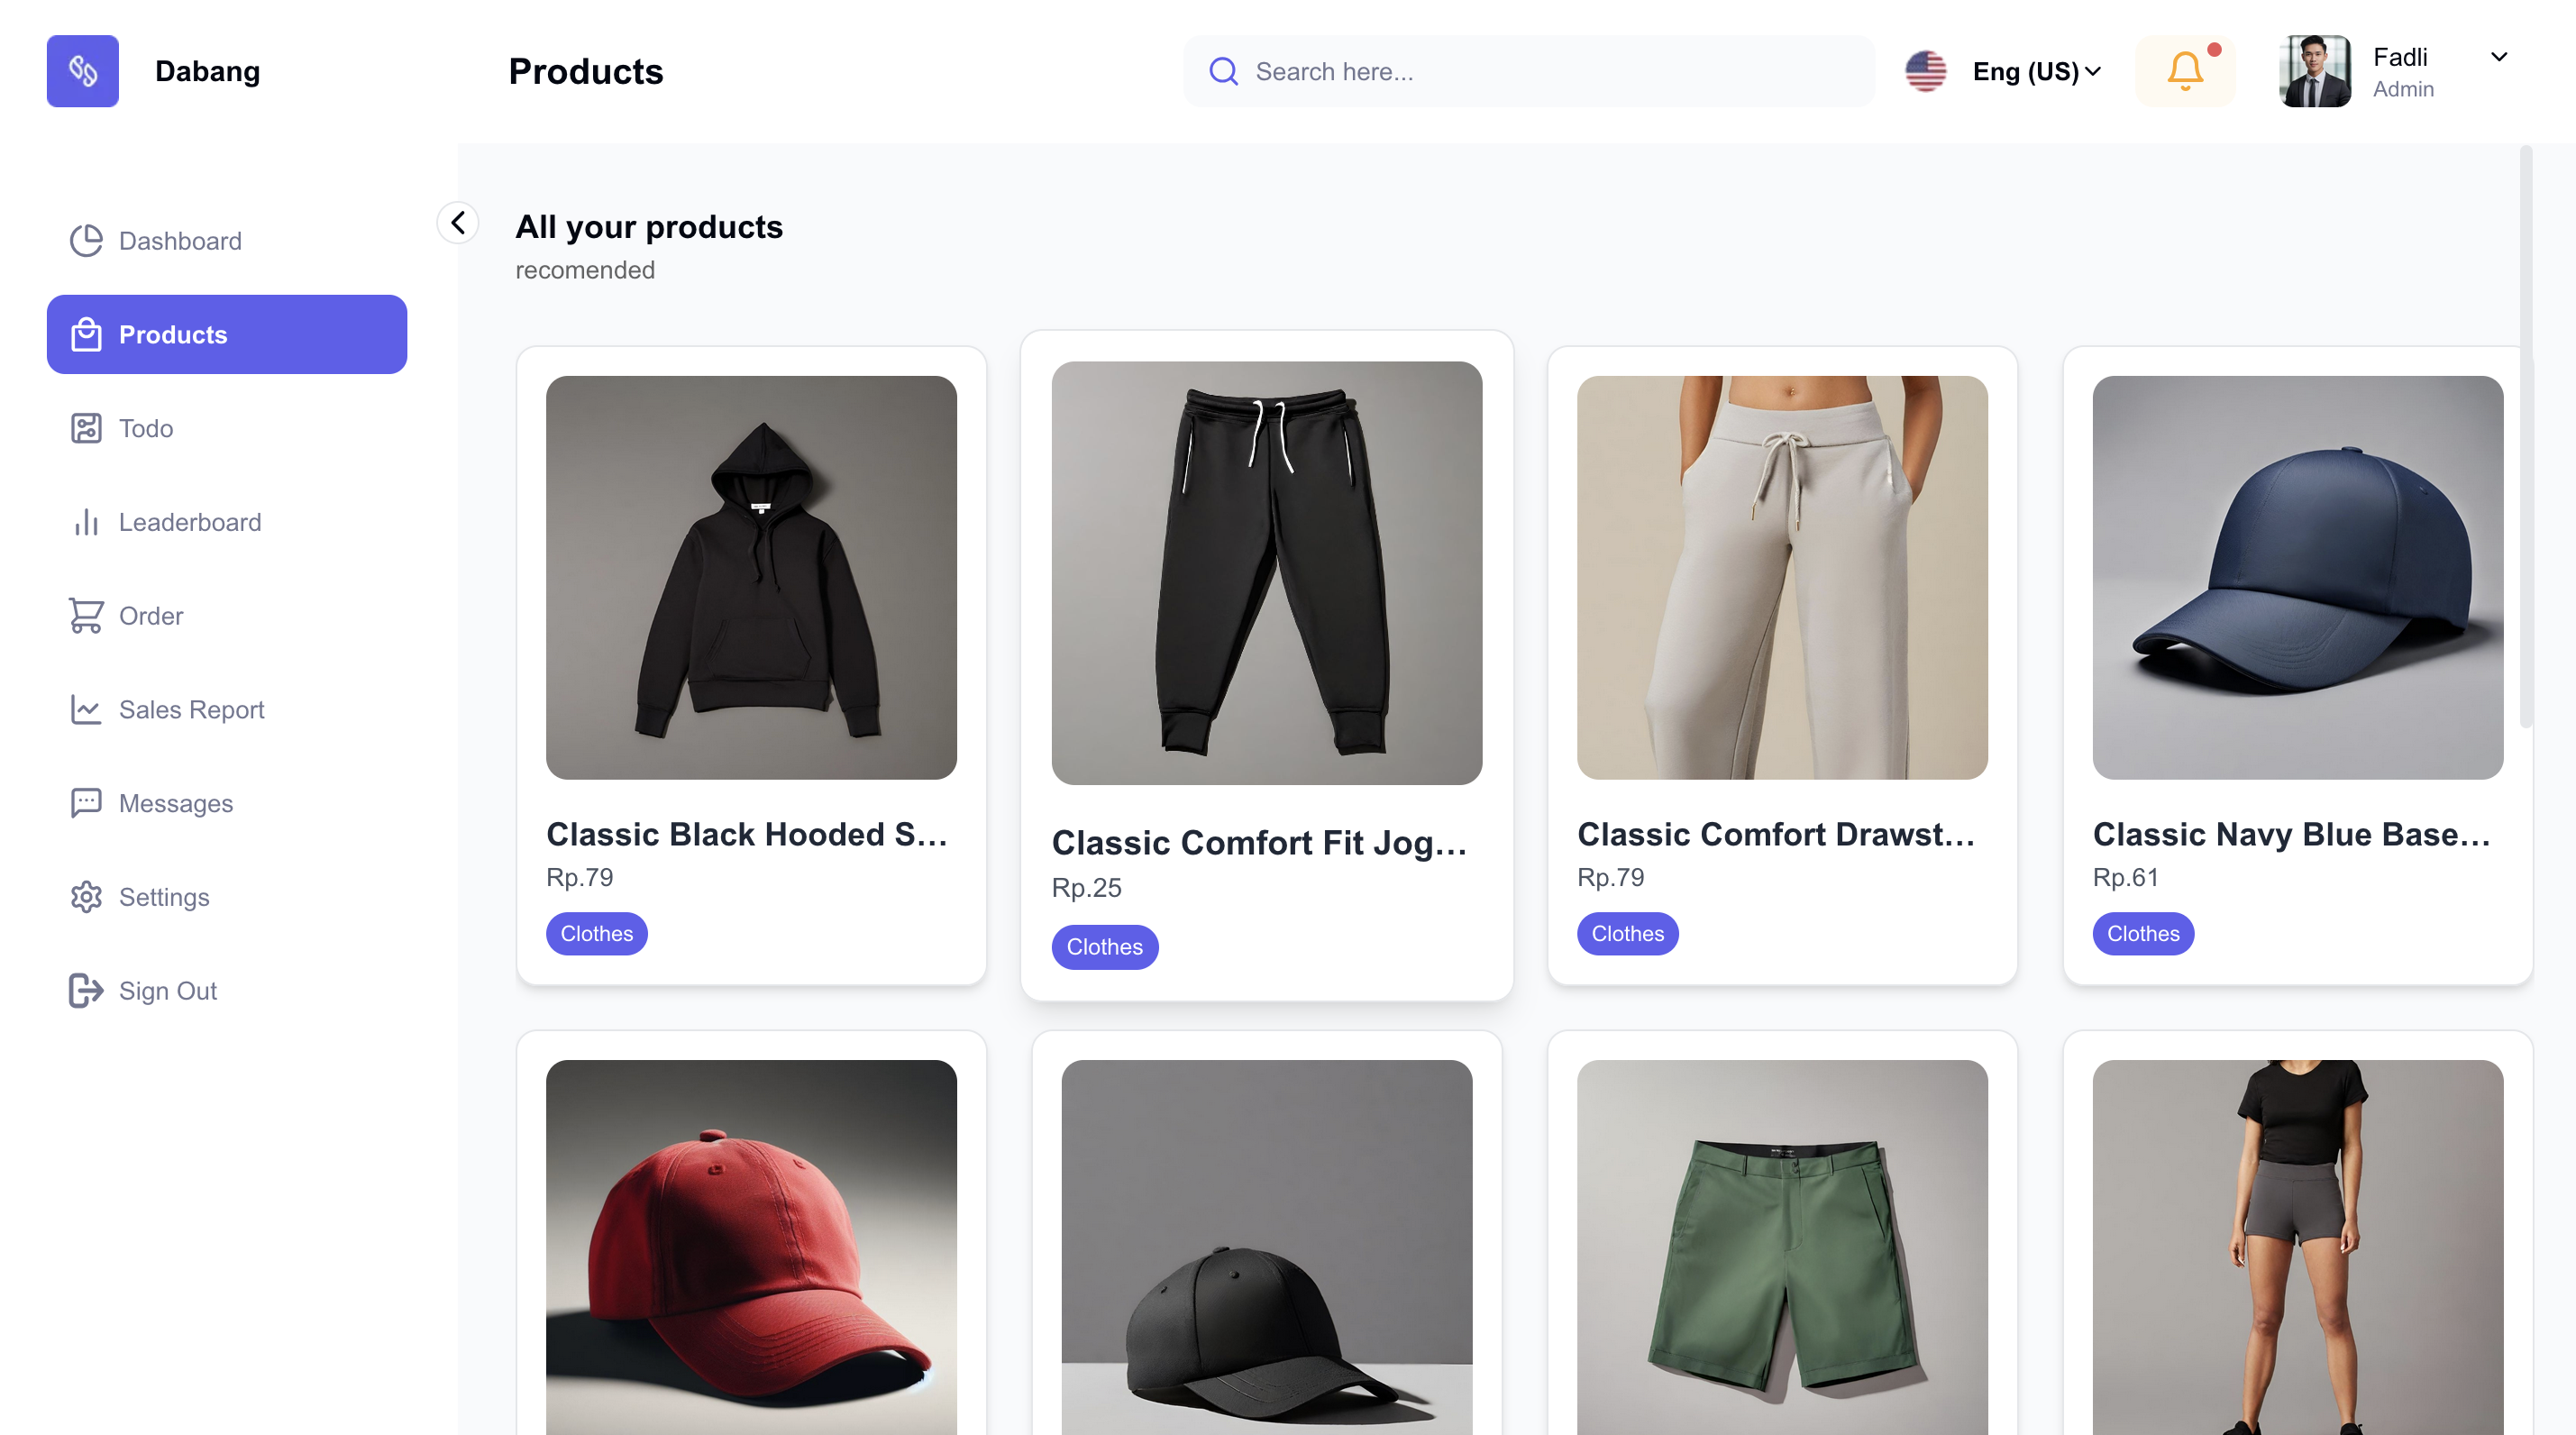 Dabang
Products
Search here...
Eng (US)
Fadli
Admin
Dashboard
Products
Todo
Leaderboard
Order
Sales Report
Messages
Settings
Sign Out
All your products
recomended
Classic Black Hooded S...
Rp.79
Clothes
Classic Comfort Fit Jog...
Rp.25
Clothes
Classic Comfort Drawst...
Rp.79
Clothes
Classic Navy Blue Base...
Rp.61
Clothes